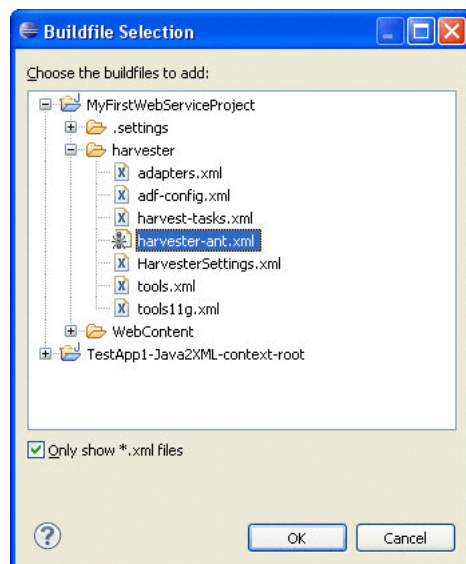 Buildfile Selection
Choose the buildfiles to add:
MyFirstWebServiceProject
.settings
harvester
adapters.xml
adf-config.xml
harvest-tasks.xml
harvester-ant.xml
HarvesterSettings.xml
tools.xml
tools11g.xml
WebContent
TestApp1-Java2XML-context-root
Only show *.xml files
OK Cancel